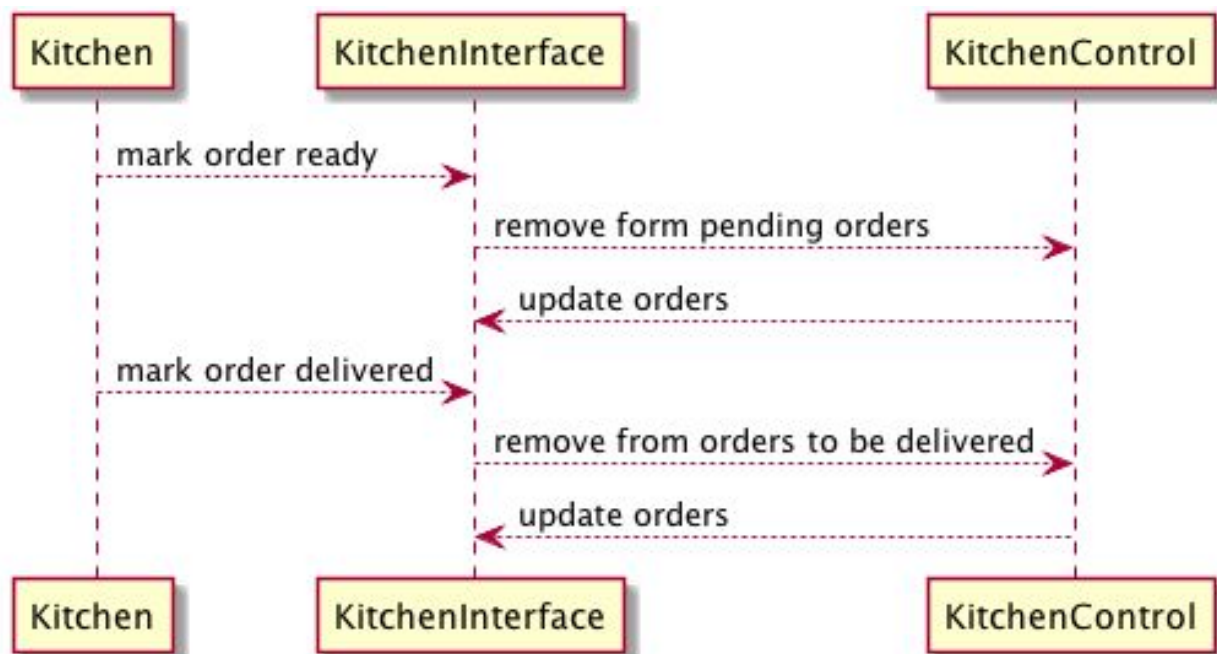 Kitchen
KitchenInterface
KitchenControl
mark order ready
remove form pending orders
update orders
mark order delivered
remove from orders to be delivered
update orders
Kitchen
KitchenInterface
KitchenControl